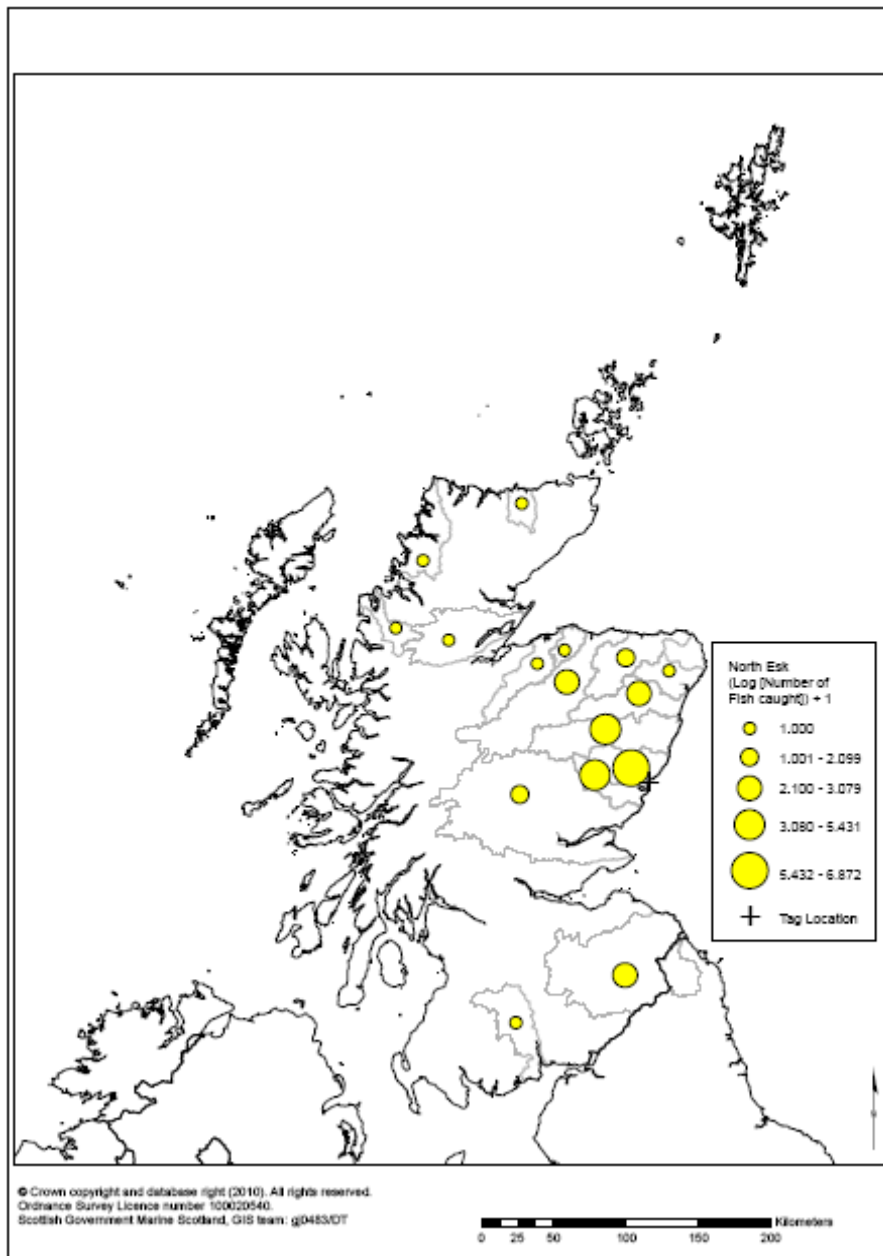 North Esk
(Log [Number of
Fish caught]) + 1
1.000
1.001 - 2.099
2.100 - 3.079
3.080 - 5.431
5.432 - 6.872
Tag Location
© Crown copyright and database right (2010). All rights reserved.
Ordnance Survey Licence number 100020540.
Scottish Government Marine Scotland, GIS team: gj0483/DT
Kilometers
0 25 50 100 150 200